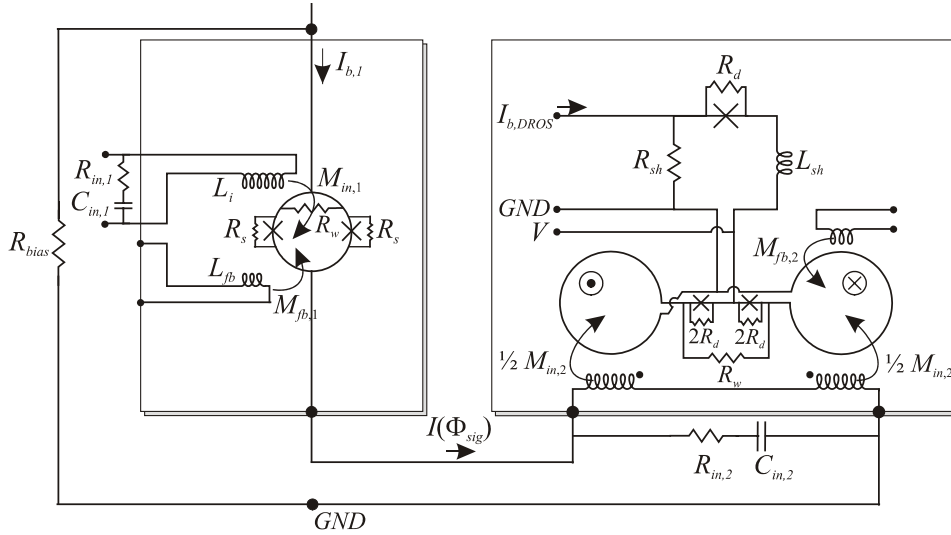 I_{b,1}
R_{in,1}
C_{in,1}
L_i
M_{in,1}
R_s
R_w
R_s
R_{bias}
L_{fb}
M_{fb,1}
I(Φ_{sig})
GND
R_d
I_{b,DROS}
R_{sh}
L_{sh}
GND
V
M_{fb,2}
2R_d
2R_d
½ M_{in,2}
R_w
½ M_{in,2}
R_{in,2}
C_{in,2}